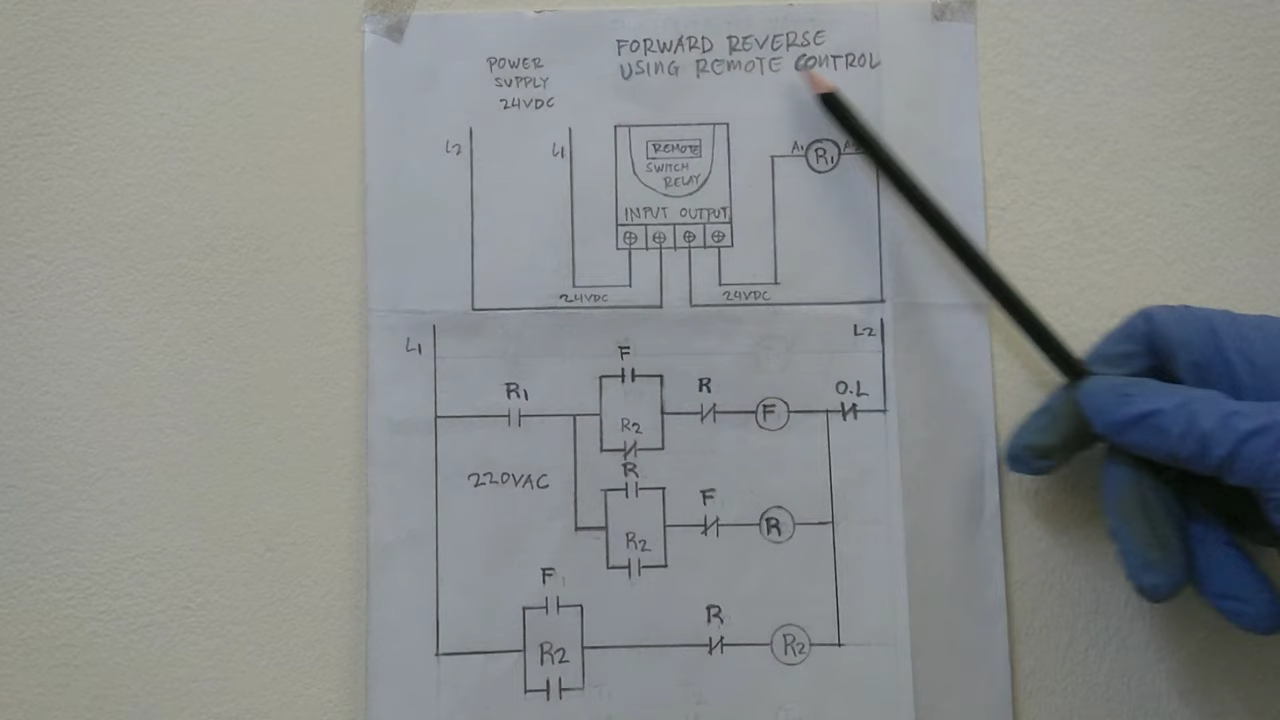 FORWARD REVERSE
USING REMOTE CONTROL
POWER
SUPPLY
24VDC
L2
L1
REMOTE
SWITCH
RELAY
INPUT OUTPUT
A1
R1
24VDC
24VDC
L1
L2
F
R1
R
F
O.L
R2
220VAC
R
F
R
R2
F
R
R2
R2